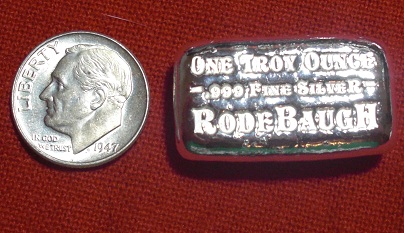 LIBERTY
IN GOD
WE TRUST
1947
ONE TROY OUNCE
.999 FINE SILVER
RODEBAUGH